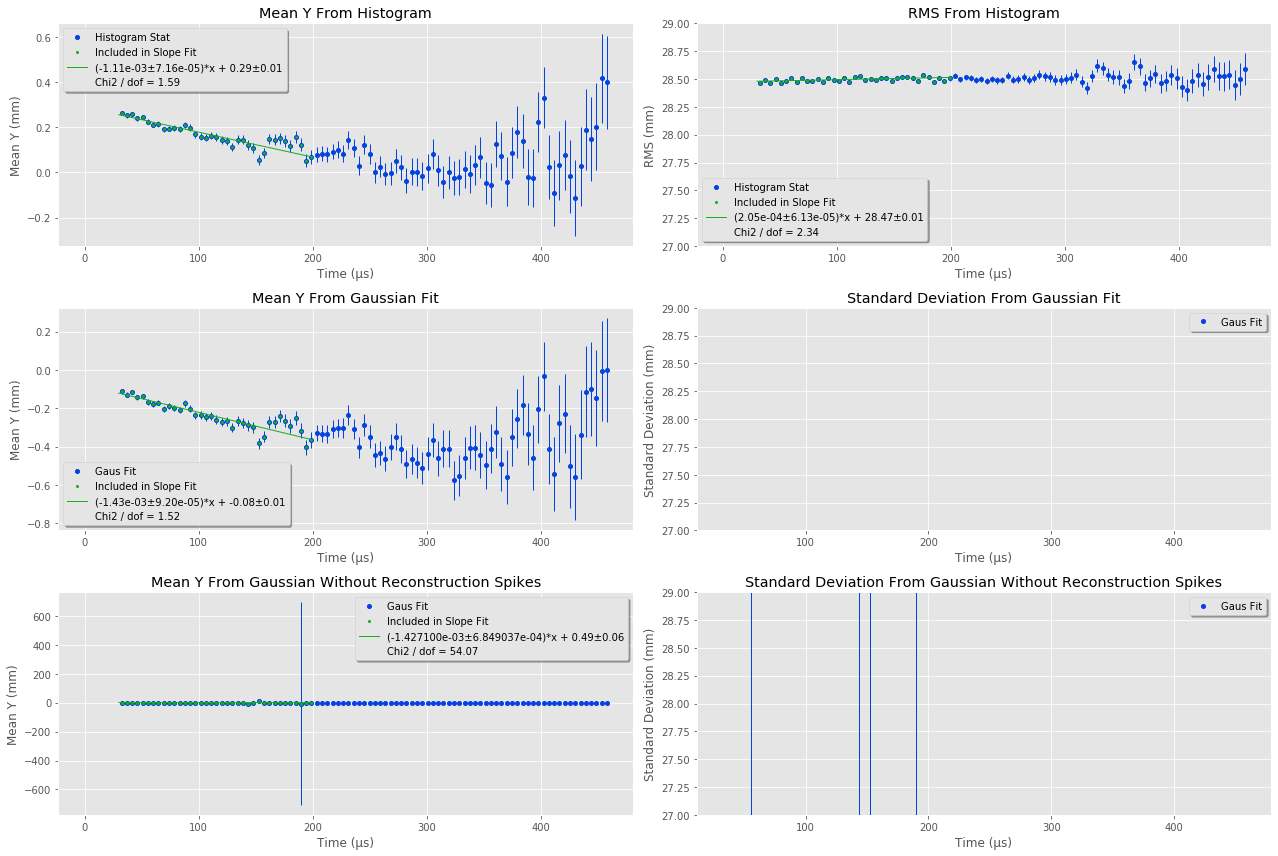 Mean Y From Histogram
Mean Y (mm)
0.6
0.4
0.2
0.0
−0.2
Histogram Stat
Included in Slope Fit
(-1.11e-03±7.16e-05)*x + 0.29±0.01
Chi2 / dof = 1.59
0
100
200
300
400
Time (μs)
RMS From Histogram
RMS (mm)
29.00
28.75
28.50
28.25
28.00
27.75
27.50
27.25
27.00
Histogram Stat
Included in Slope Fit
(2.05e-04±6.13e-05)*x + 28.47±0.01
Chi2 / dof = 2.34
0
100
200
300
400
Time (μs)
Mean Y From Gaussian Fit
Mean Y (mm)
0.2
0.0
−0.2
−0.4
−0.6
−0.8
Gaus Fit
Included in Slope Fit
(-1.43e-03±9.20e-05)*x + -0.08±0.01
Chi2 / dof = 1.52
0
100
200
300
400
Time (μs)
Standard Deviation From Gaussian Fit
Standard Deviation (mm)
29.00
28.75
28.50
28.25
28.00
27.75
27.50
27.25
27.00
Gaus Fit
100
200
300
400
Time (μs)
Mean Y From Gaussian Without Reconstruction Spikes
Mean Y (mm)
600
400
200
0
−200
−400
−600
Gaus Fit
Included in Slope Fit
(-1.427100e-03±6.849037e-04)*x + 0.49±0.06
Chi2 / dof = 54.07
0
100
200
300
400
Time (μs)
Standard Deviation From Gaussian Without Reconstruction Spikes
Standard Deviation (mm)
29.00
28.75
28.50
28.25
28.00
27.75
27.50
27.25
27.00
Gaus Fit
100
200
300
400
Time (μs)